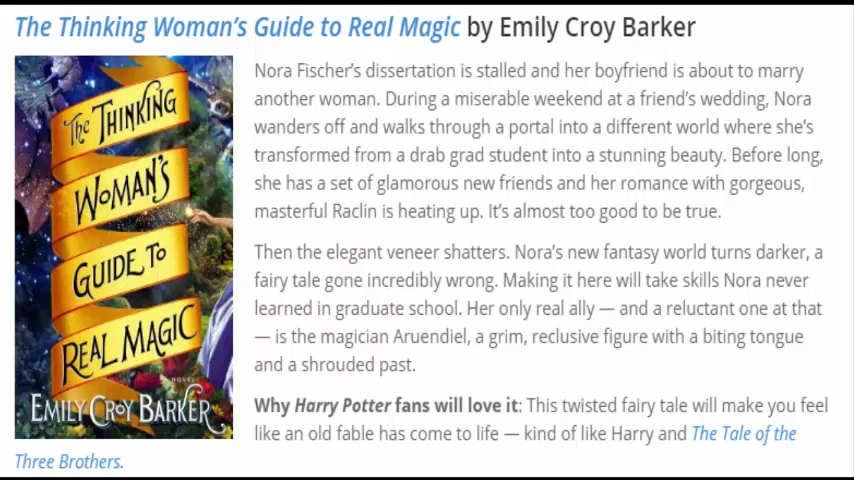 The Thinking Woman's Guide to Real Magic by Emily Croy Barker
The THINKING
WOMAN'S
GUIDE TO
REAL MAGIC
A NOVEL
EMILY CROY BARKER
Nora Fischer's dissertation is stalled and her boyfriend is about to marry
another woman. During a miserable weekend at a friend's wedding, Nora
wanders off and walks through a portal into a different world where she's
transformed from a drab grad student into a stunning beauty. Before long,
she has a set of glamorous new friends and her romance with gorgeous,
masterful Raclin is heating up. It's almost too good to be true.
Then the elegant veneer shatters. Nora's new fantasy world turns darker, a
fairy tale gone incredibly wrong. Making it here will take skills Nora never
learned in graduate school. Her only real ally — and a reluctant one at that
— is the magician Aruendiel, a grim, reclusive figure with a biting tongue
and a shrouded past.
Why Harry Potter fans will love it: This twisted fairy tale will make you feel
like an old fable has come to life — kind of like Harry and The Tale of the
Three Brothers.